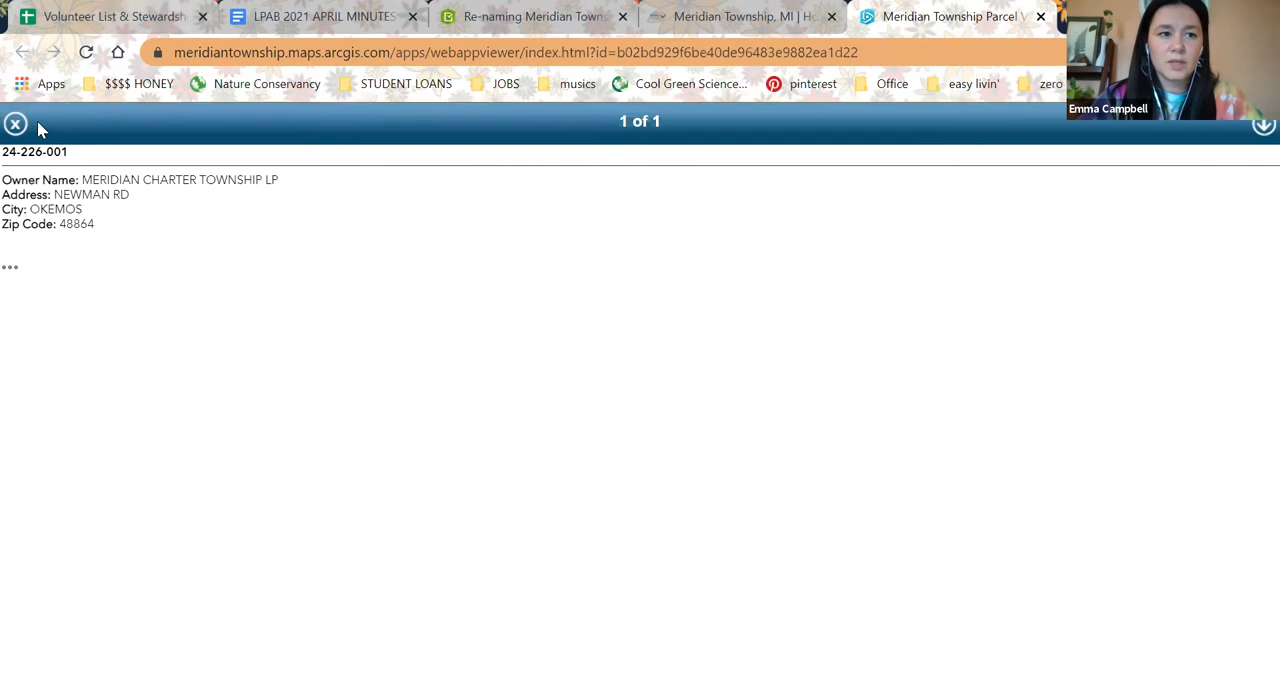 Volunteer List & Stewardsh
LPAB 2021 APRIL MINUTES
Re-naming Meridian Towns
Meridian Township, MI | Ho
Meridian Township Parcel V
meridiantownship.maps.arcgis.com/apps/webappviewer/index.html?id=b02bd929f6be40de96483e9882ea1d22
Apps $$$$ HONEY Nature Conservancy STUDENT LOANS JOBS musics Cool Green Science... pinterest Office easy livin' zero
Emma Campbell
1 of 1
24-226-001
Owner Name: MERIDIAN CHARTER TOWNSHIP LP
Address: NEWMAN RD
City: OKEMOS
Zip Code: 48864